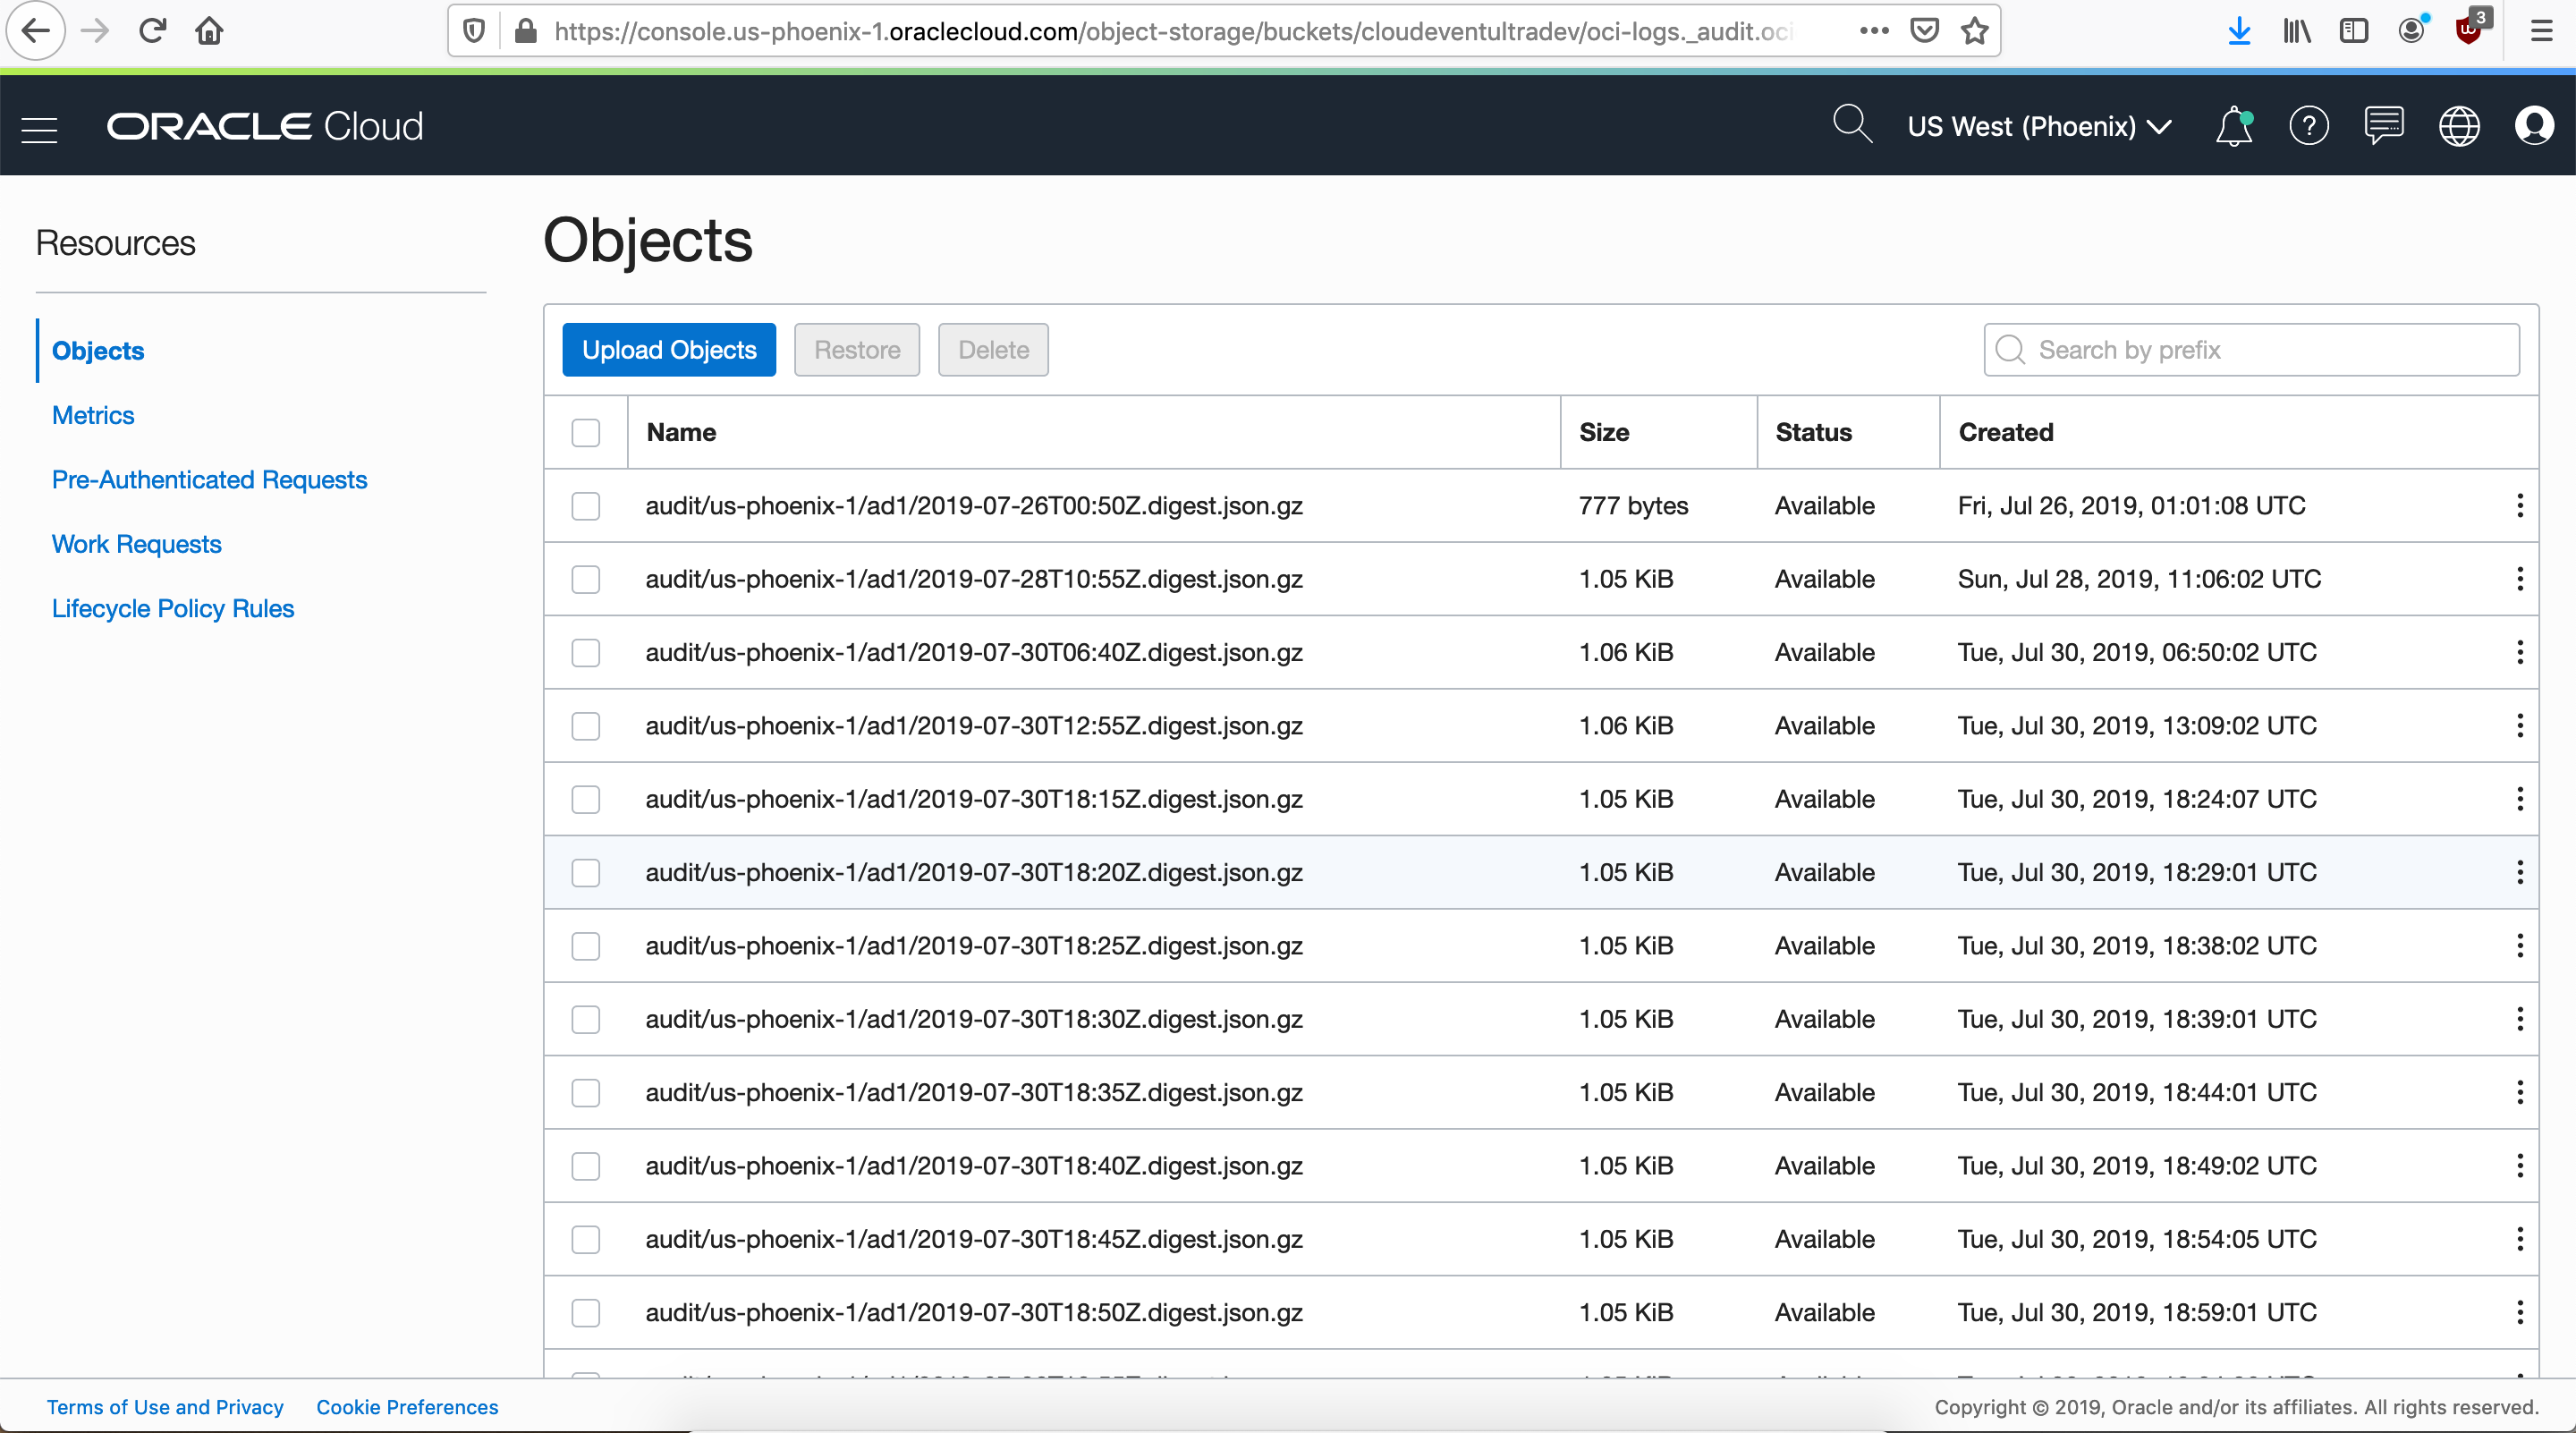 https://console.us-phoenix-1.oraclecloud.com/object-storage/buckets/cloudeventultradev/oci-logs._audit.oci
3
ORACLE Cloud
US West (Phoenix)
Resources
Objects
Metrics
Pre-Authenticated Requests
Work Requests
Lifecycle Policy Rules
Objects
Upload Objects Restore Delete Search by prefix
Name Size Status Created
audit/us-phoenix-1/ad1/2019-07-26T00:50Z.digest.json.gz 777 bytes Available Fri, Jul 26, 2019, 01:01:08 UTC
audit/us-phoenix-1/ad1/2019-07-28T10:55Z.digest.json.gz 1.05 KiB Available Sun, Jul 28, 2019, 11:06:02 UTC
audit/us-phoenix-1/ad1/2019-07-30T06:40Z.digest.json.gz 1.06 KiB Available Tue, Jul 30, 2019, 06:50:02 UTC
audit/us-phoenix-1/ad1/2019-07-30T12:55Z.digest.json.gz 1.06 KiB Available Tue, Jul 30, 2019, 13:09:02 UTC
audit/us-phoenix-1/ad1/2019-07-30T18:15Z.digest.json.gz 1.05 KiB Available Tue, Jul 30, 2019, 18:24:07 UTC
audit/us-phoenix-1/ad1/2019-07-30T18:20Z.digest.json.gz 1.05 KiB Available Tue, Jul 30, 2019, 18:29:01 UTC
audit/us-phoenix-1/ad1/2019-07-30T18:25Z.digest.json.gz 1.05 KiB Available Tue, Jul 30, 2019, 18:38:02 UTC
audit/us-phoenix-1/ad1/2019-07-30T18:30Z.digest.json.gz 1.05 KiB Available Tue, Jul 30, 2019, 18:39:01 UTC
audit/us-phoenix-1/ad1/2019-07-30T18:35Z.digest.json.gz 1.05 KiB Available Tue, Jul 30, 2019, 18:44:01 UTC
audit/us-phoenix-1/ad1/2019-07-30T18:40Z.digest.json.gz 1.05 KiB Available Tue, Jul 30, 2019, 18:49:02 UTC
audit/us-phoenix-1/ad1/2019-07-30T18:45Z.digest.json.gz 1.05 KiB Available Tue, Jul 30, 2019, 18:54:05 UTC
audit/us-phoenix-1/ad1/2019-07-30T18:50Z.digest.json.gz 1.05 KiB Available Tue, Jul 30, 2019, 18:59:01 UTC
Terms of Use and Privacy Cookie Preferences Copyright © 2019, Oracle and/or its affiliates. All rights reserved.